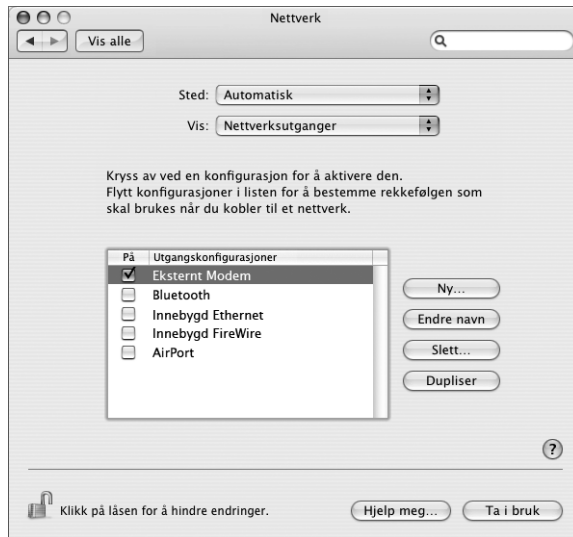 Nettverk
Vis alle
Sted: Automatisk
Vis: Nettverksutganger
Kryss av ved en konfigurasjon for å aktivere den.
Flytt konfigurasjoner i listen for å bestemme rekkefølgen som
skal brukes når du kobler til et nettverk.
På Utgangskonfigurasjoner
Eksternt Modem
Bluetooth
Innebygd Ethernet
Innebygd FireWire
AirPort
Ny...
Endre navn
Slett...
Dupliser
?
Klikk på låsen for å hindre endringer.
Hjelp meg...
Ta i bruk